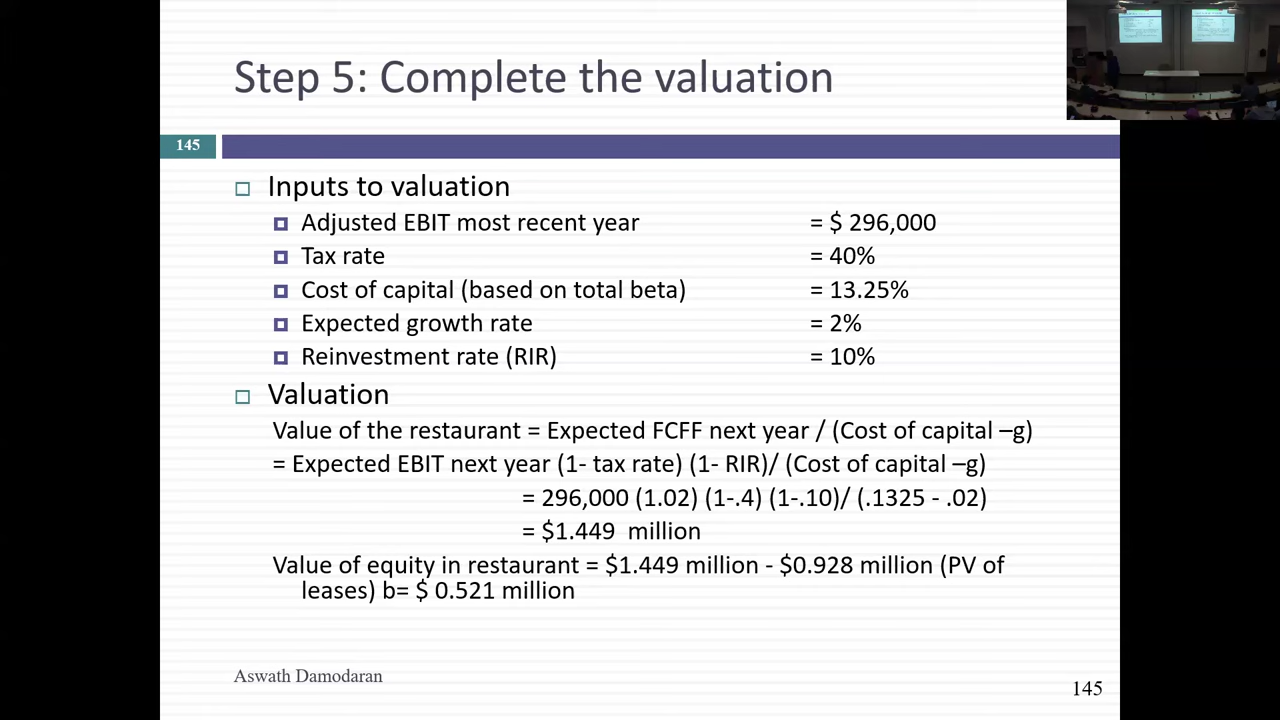 Step 5: Complete the valuation
145
Inputs to valuation
Adjusted EBIT most recent year = $ 296,000
Tax rate = 40%
Cost of capital (based on total beta) = 13.25%
Expected growth rate = 2%
Reinvestment rate (RIR) = 10%
Valuation
Value of the restaurant = Expected FCFF next year / (Cost of capital –g)
= Expected EBIT next year (1- tax rate) (1- RIR)/ (Cost of capital –g)
= 296,000 (1.02) (1-.4) (1-.10)/ (.1325 - .02)
= $1.449 million
Value of equity in restaurant = $1.449 million - $0.928 million (PV of
leases) b= $ 0.521 million
Aswath Damodaran
145